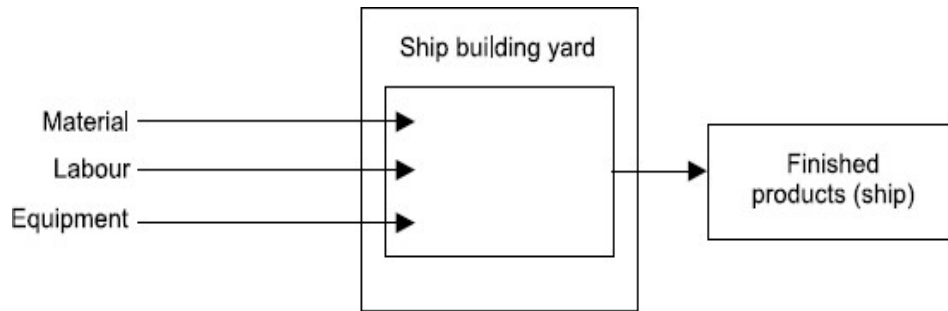 Ship building yard
Material
Labour
Equipment
Finished
products (ship)